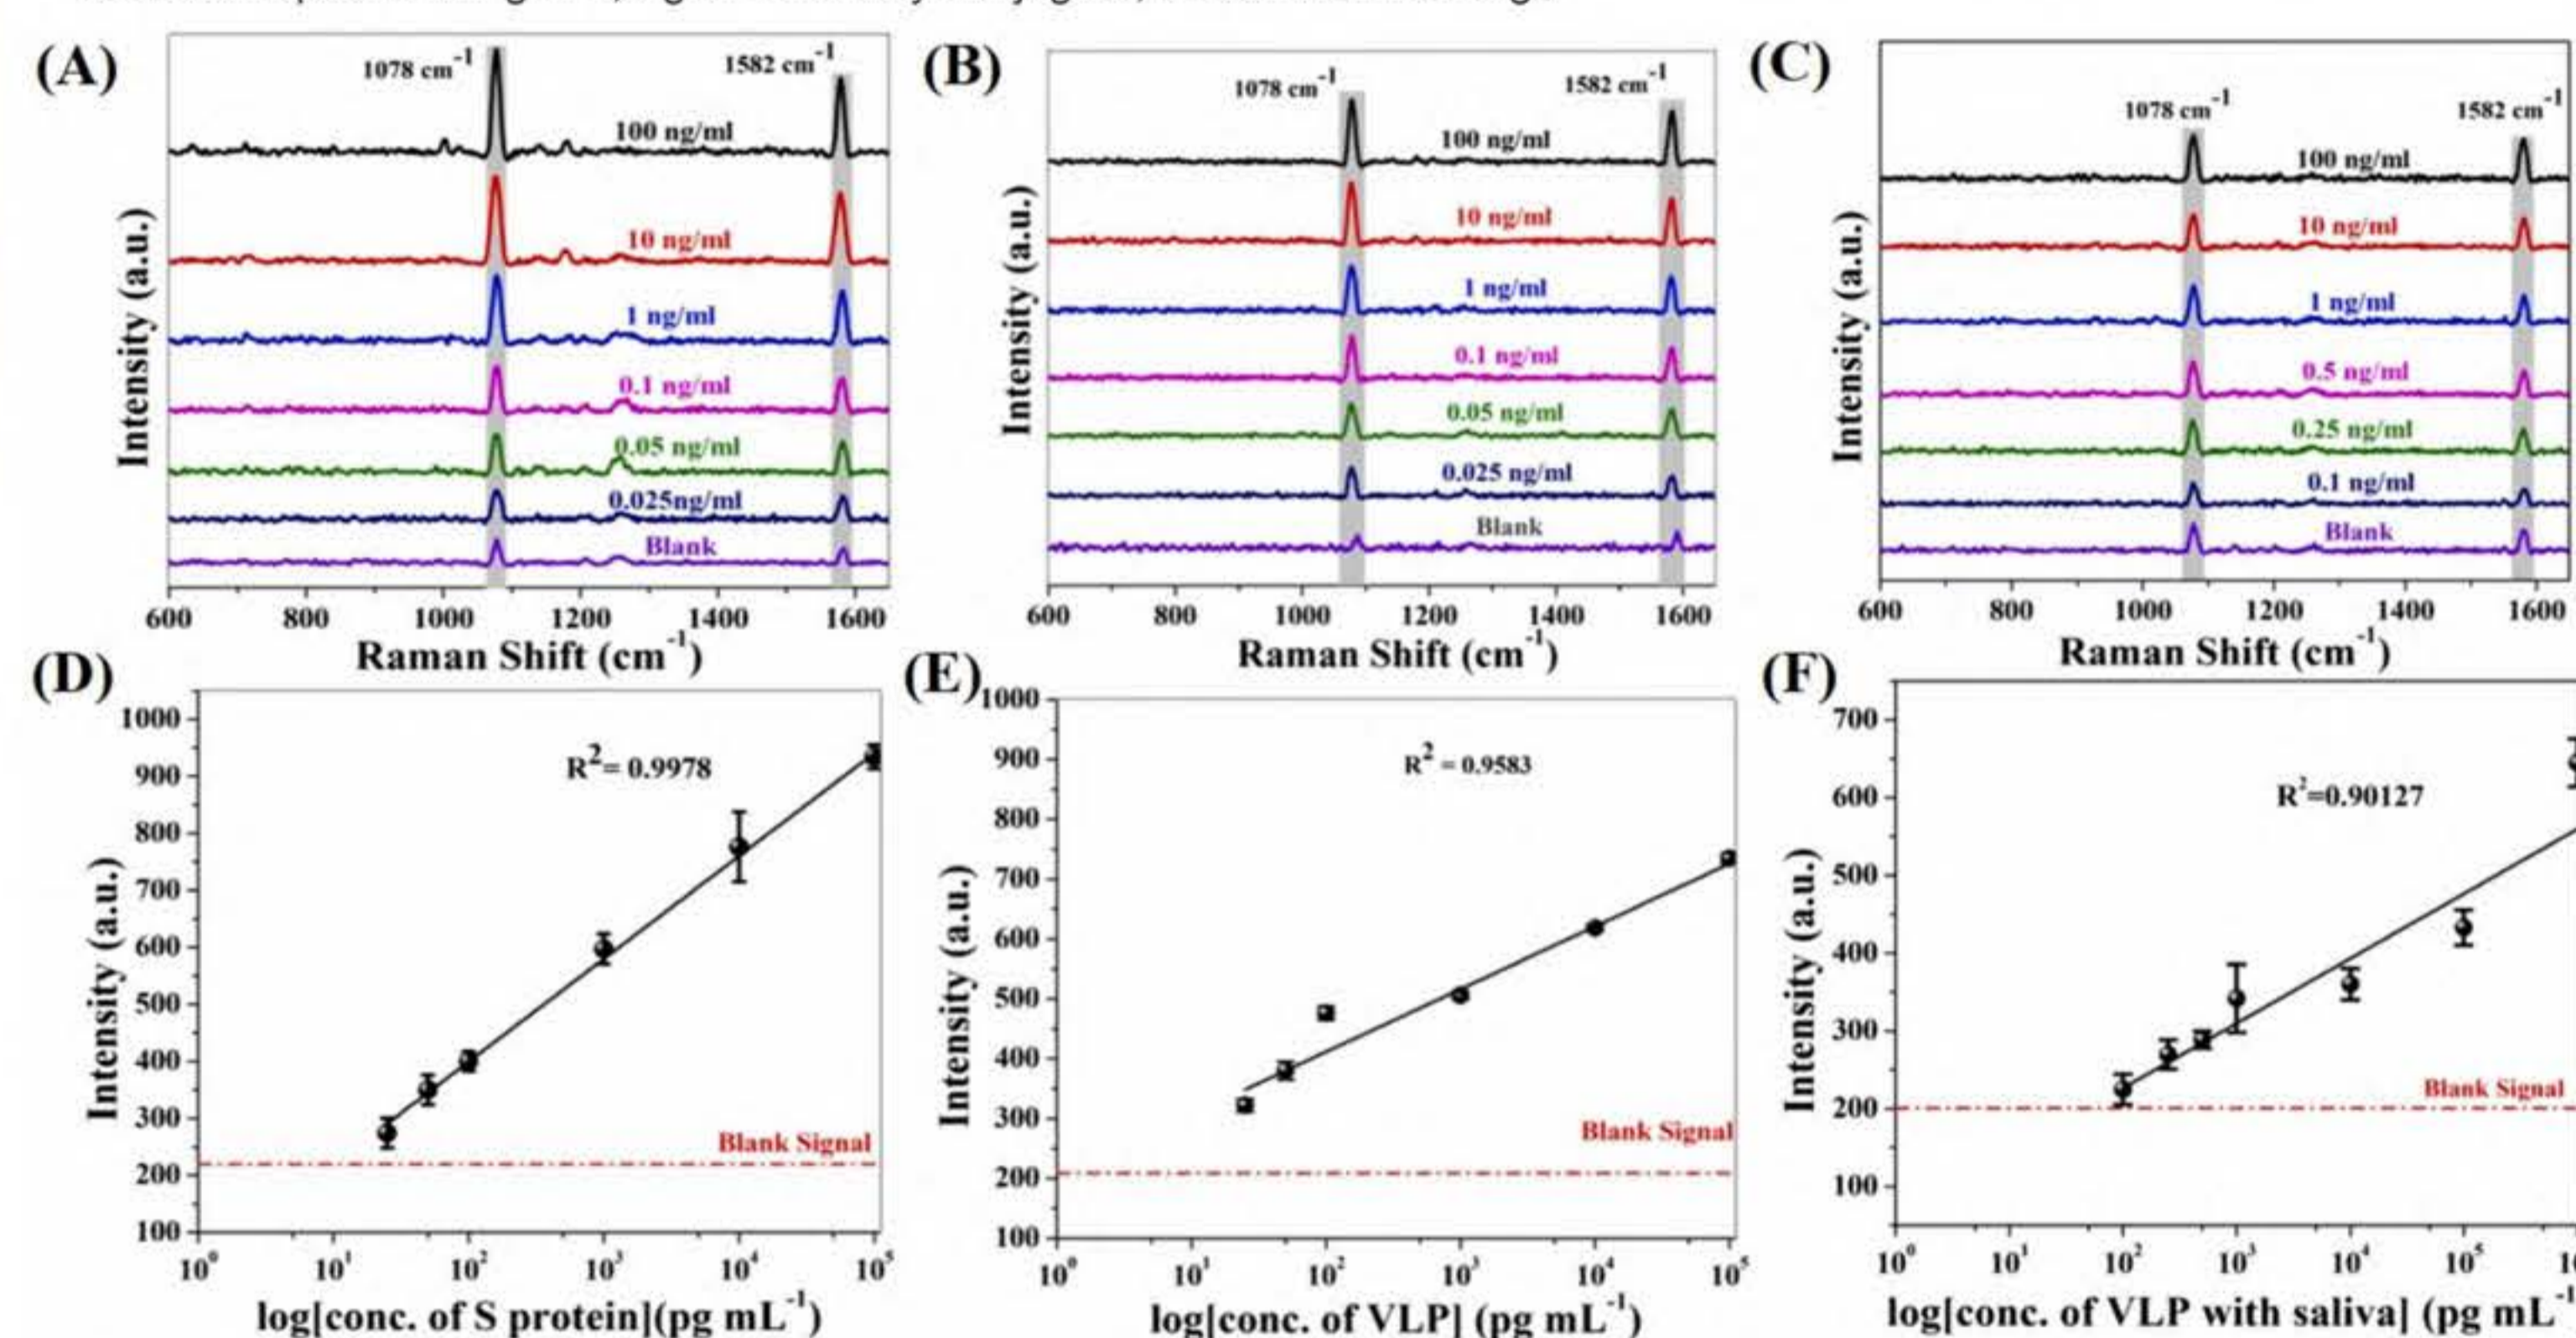 (A)
1078 cm⁻¹
1582 cm⁻¹
100 ng/ml
10 ng/ml
1 ng/ml
0.1 ng/ml
0.05 ng/ml
0.025ng/ml
Blank
Intensity (a.u.)
600 800 1000 1200 1400 1600
Raman Shift (cm⁻¹)
(B)
1078 cm⁻¹
1582 cm⁻¹
100 ng/ml
10 ng/ml
1 ng/ml
0.1 ng/ml
0.05 ng/ml
0.025 ng/ml
Blank
Intensity (a.u.)
600 800 1000 1200 1400 1600
Raman Shift (cm⁻¹)
(C)
1078 cm⁻¹
1582 cm⁻¹
100 ng/ml
10 ng/ml
1 ng/ml
0.5 ng/ml
0.25 ng/ml
0.1 ng/ml
Blank
Intensity (a.u.)
600 800 1000 1200 1400 1600
Raman Shift (cm⁻¹)
(D)
1000
900
800
700
600
500
400
300
200
100
R²= 0.9978
Blank Signal
Intensity (a.u.)
10⁰ 10¹ 10² 10³ 10⁴ 10⁵
log[conc. of S protein](pg mL⁻¹)
(E)
1000
900
800
700
600
500
400
300
200
100
R² = 0.9583
Blank Signal
Intensity (a.u.)
10⁰ 10¹ 10² 10³ 10⁴ 10⁵
log[conc. of VLP] (pg mL⁻¹)
(F)
700
600
500
400
300
200
100
R²=0.90127
Blank Signal
Intensity (a.u.)
10⁰ 10¹ 10² 10³ 10⁴ 10⁵
log[conc. of VLP with saliva] (pg mL⁻¹